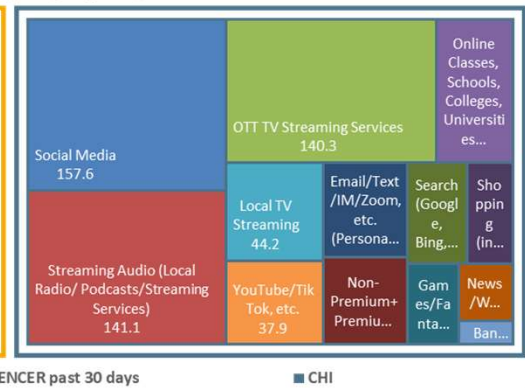 Social Media
157.6
Streaming Audio (Local
Radio/ Podcasts/Streaming
Services)
141.1
OTT TV Streaming Services
140.3
Online
Classes,
Schools,
Colleges,
Universiti
es...
Local TV
Streaming
44.2
Email/Text
/IM/Zoom,
etc.
(Persona...
Search
(Googl
e,
Bing,...
Sho
ppin
g
(in...
YouTube/Tik
Tok, etc.
37.9
Non-
Premium+
Premiu...
Gam
es/Fa
nta...
News
/W...
Ban...
ENCER past 30 days
CHI